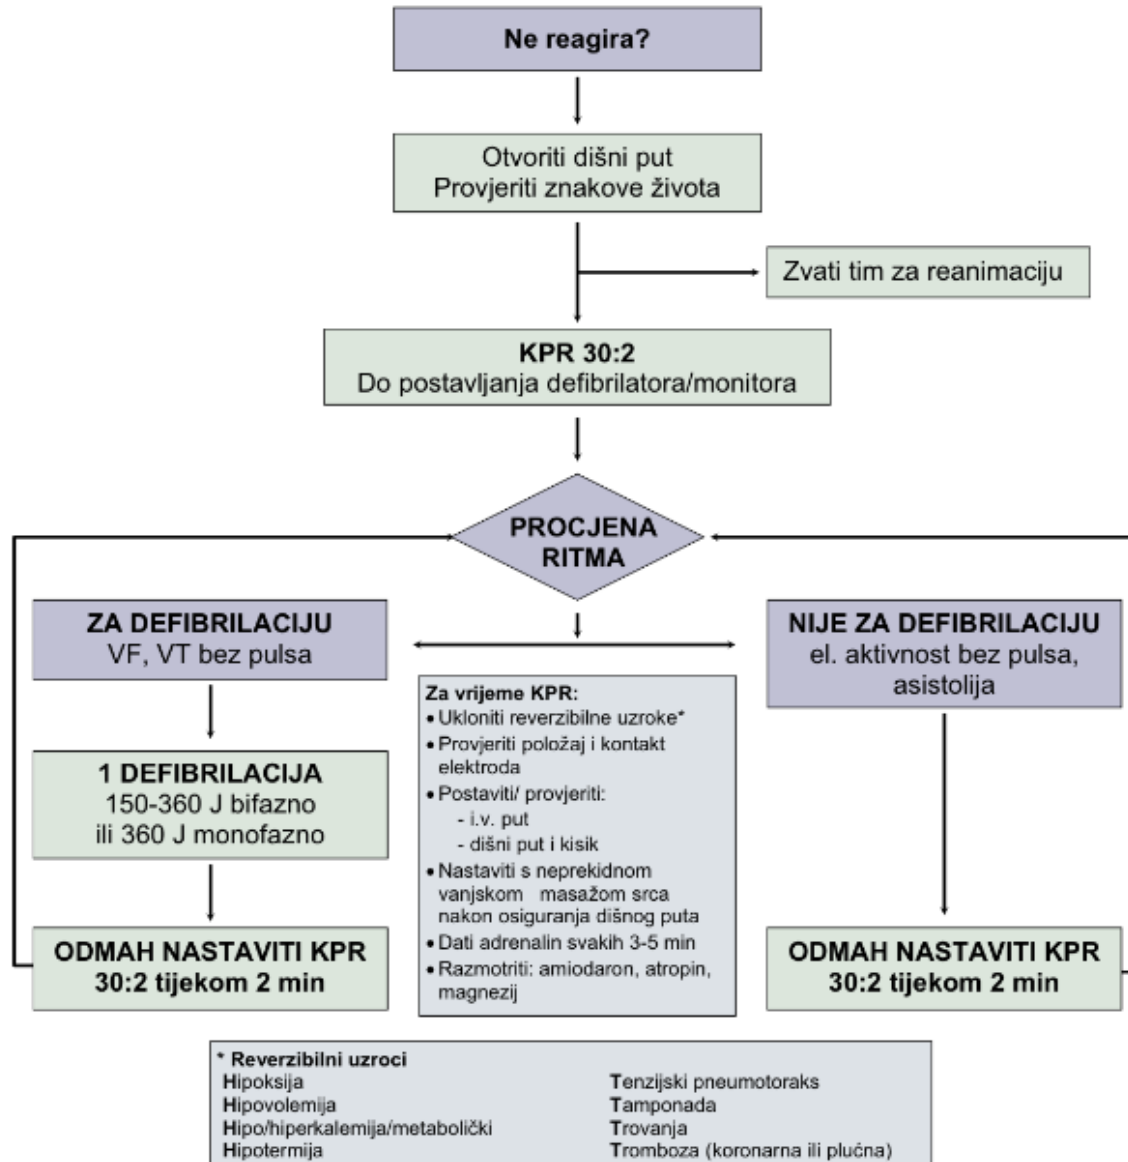 Ne reagira?
Otvoriti dišni put
Provjeriti znakove života
Zvati tim za reanimaciju
KPR 30:2
Do postavljanja defibrilatora/monitora
PROCJENA
RITMA
ZA DEFIBRILACIJU
VF, VT bez pulsa
1 DEFIBRILACIJA
150-360 J bifazno
ili 360 J monofazno
ODMAH NASTAVITI KPR
30:2 tijekom 2 min
Za vrijeme KPR:
• Ukloniti reverzibilne uzroke*
• Provjeriti položaj i kontakt
elektroda
• Postaviti/ provjeriti:
- i.v. put
- dišni put i kisik
• Nastaviti s neprekidnom
vanjskom masažom srca
nakon osiguranja dišnog puta
• Dati adrenalin svakih 3-5 min
• Razmotriti: amiodaron, atropin,
magnezij
NIJE ZA DEFIBRILACIJU
el. aktivnost bez pulsa,
asistolija
ODMAH NASTAVITI KPR
30:2 tijekom 2 min
* Reverzibilni uzroci
Hipoksija
Hipovolemija
Hipo/hiperkalemija/metabolički
Hipotermija
Tenzijski pneumotoraks
Tamponada
Trovanja
Tromboza (koronarna ili plućna)